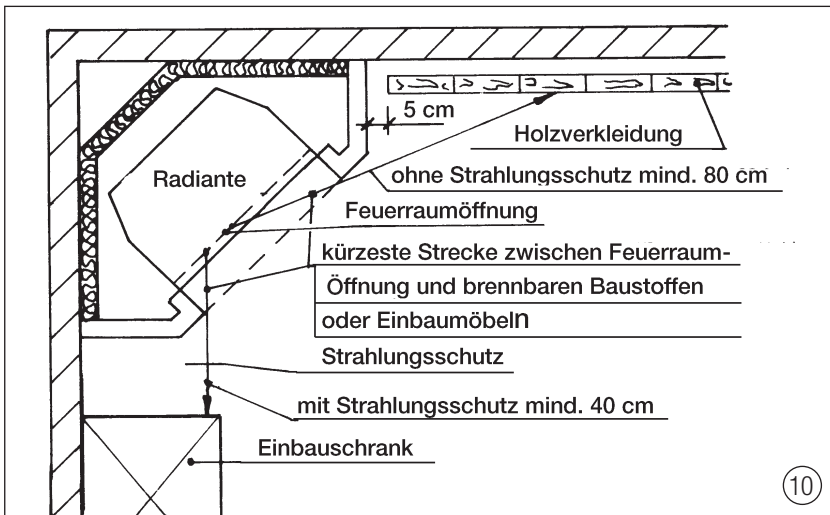 5 cm
Holzverkleidung
Radiante
ohne Strahlungsschutz mind. 80 cm
Feuerraumöffnung
kürzeste Strecke zwischen Feuerraum-
Öffnung und brennbaren Baustoffen
oder Einbaumöbeln
Strahlungsschutz
mit Strahlungsschutz mind. 40 cm
Einbauschrank
10